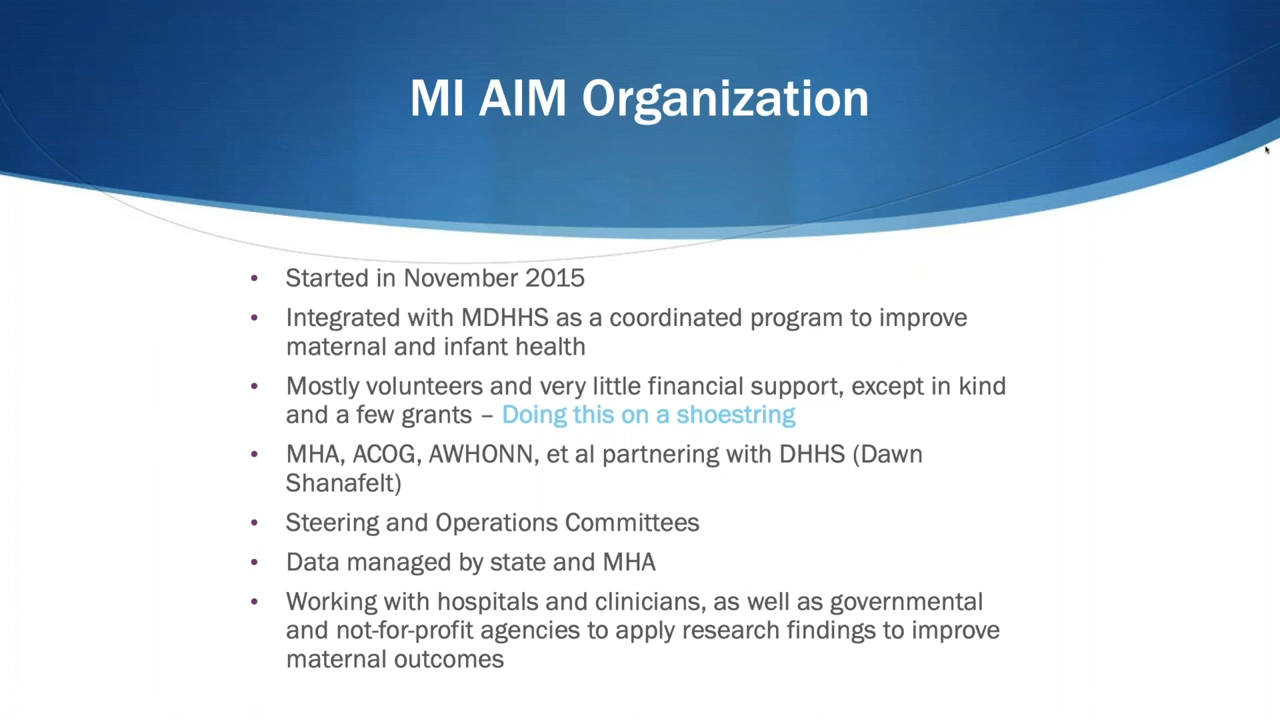 MI AIM Organization
• Started in November 2015
• Integrated with MDHHS as a coordinated program to improve
maternal and infant health
• Mostly volunteers and very little financial support, except in kind
and a few grants – Doing this on a shoestring
• MHA, ACOG, AWHONN, et al partnering with DHHS (Dawn
Shanafelt)
• Steering and Operations Committees
• Data managed by state and MHA
• Working with hospitals and clinicians, as well as governmental
and not-for-profit agencies to apply research findings to improve
maternal outcomes